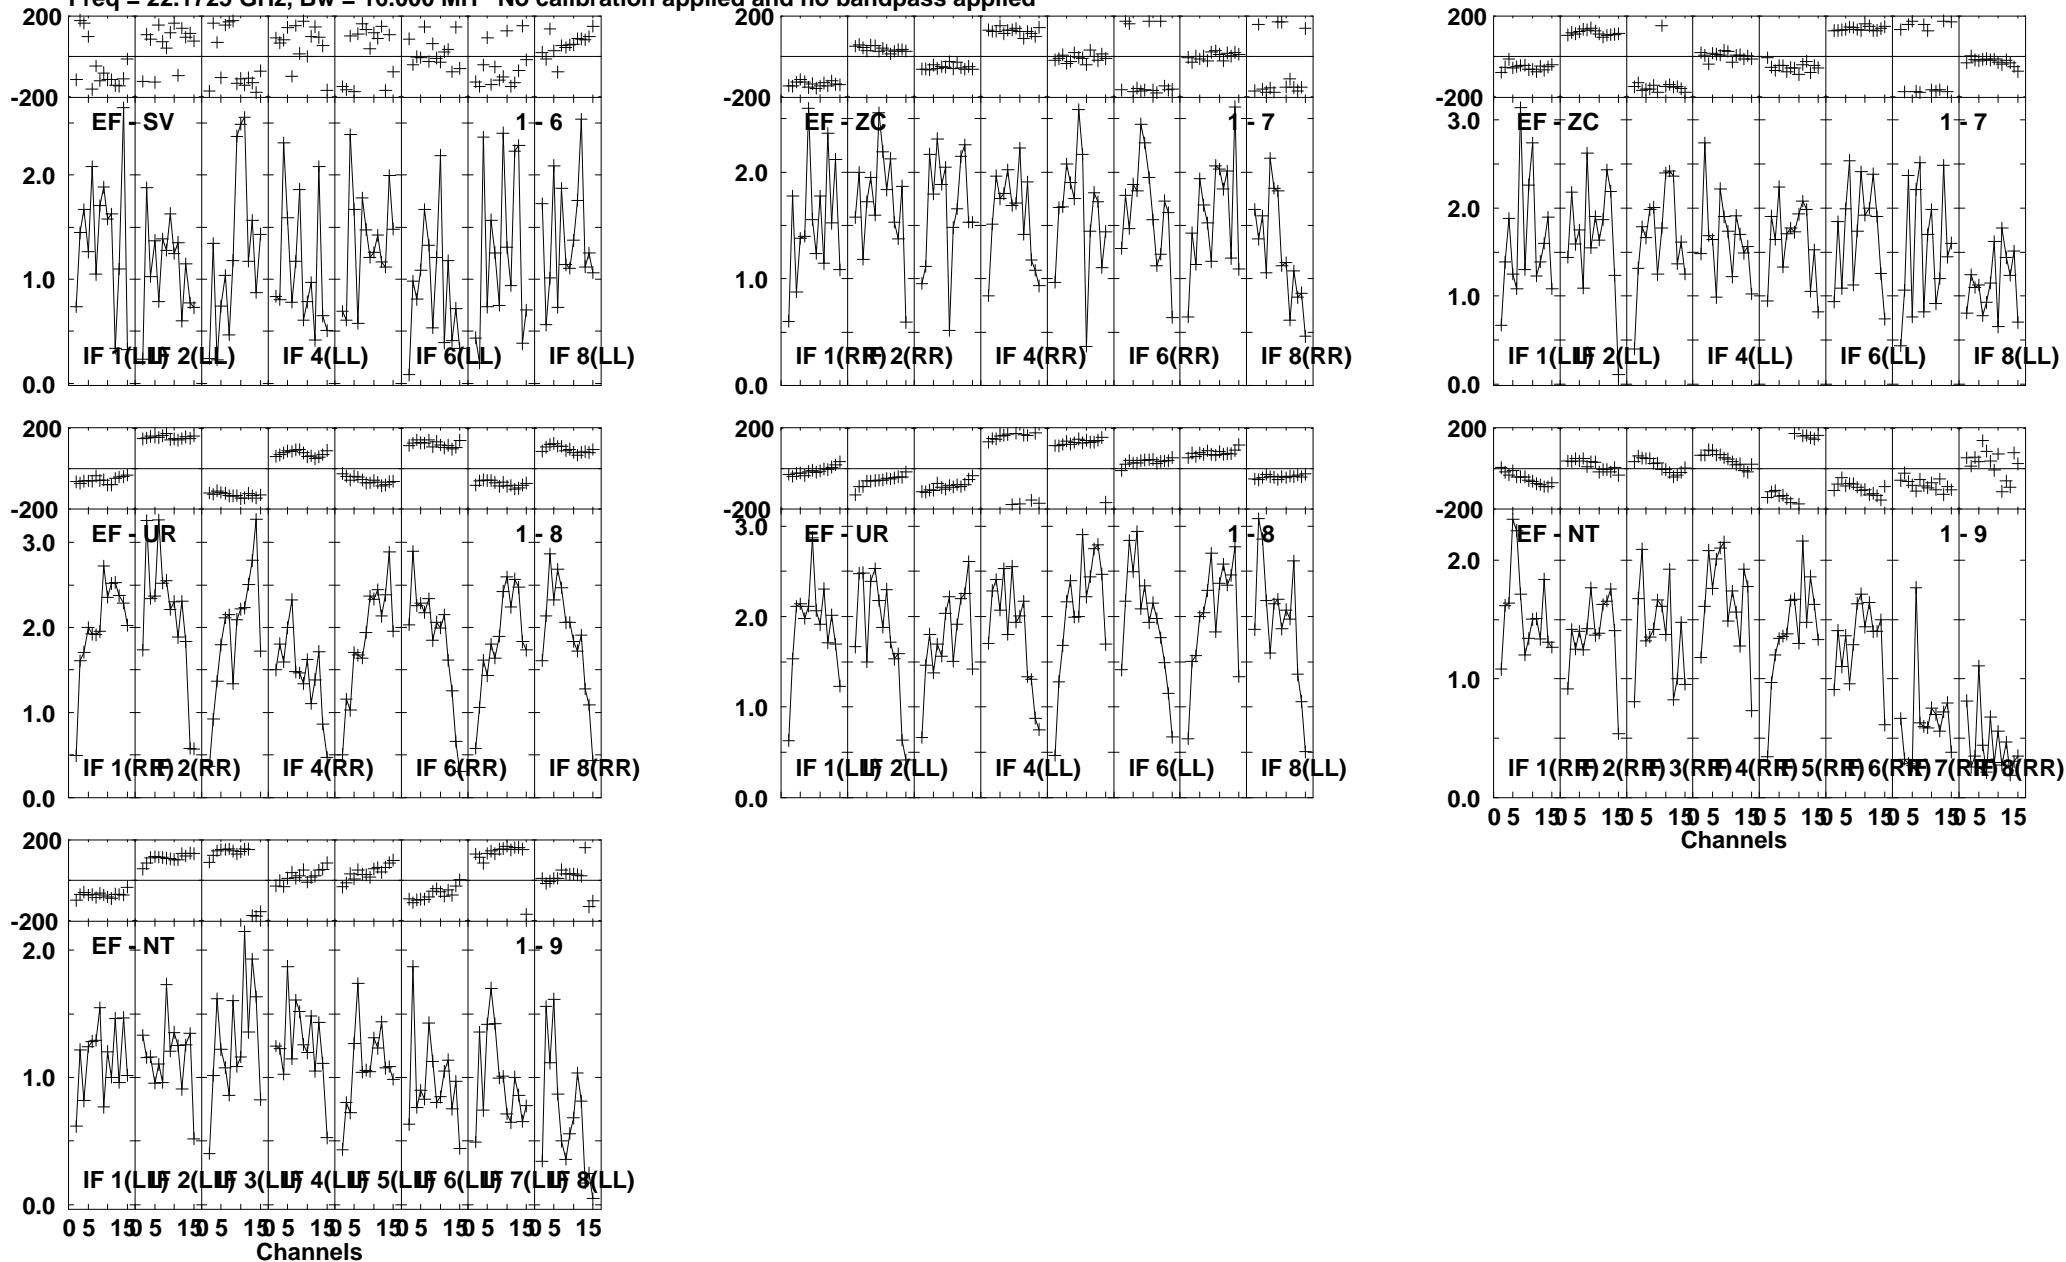 Freq = 22.1725 GHz, Bw = 16.000 MH No calibration applied and no bandpass applied
200 200 200
-200 -200 -200
EF - SV 1 - 6 EF - ZC 1 - 7 EF - ZC 1 - 7
3.0
2.0 2.0 2.0
1.0 1.0 1.0
IF 1(LL) IF 2(LL) IF 4(LL) IF 6(LL) IF 8(LL) IF 1(RR) IF 2(RR) IF 4(RR) IF 6(RR) IF 8(RR) IF 1(LL) IF 2(LL) IF 4(LL) IF 6(LL) IF 8(LL)
0.0 0.0 0.0
200 200 200
-200 -200 -200
EF - UR 1 - 8 EF - UR 1 - 8 EF - NT 1 - 9
3.0 3.0
2.0 2.0 2.0
1.0 1.0 1.0
IF 1(RR) IF 2(RR) IF 4(RR) IF 6(RR) IF 8(RR) IF 1(LL) IF 2(LL) IF 4(LL) IF 6(LL) IF 8(LL) IF 1(RR) IF 2(RR) IF 3(RR) IF 4(RR) IF 5(RR) IF 6(RR) IF 7(RR) IF 8(RR)
0.0 0.0 0.0
0 5 15 0 5 15 0 5 15 0 5 15 0 5 15 0 5 15 0 5 15 0 5 15
Channels
200
-200
EF - NT 1 - 9
2.0
1.0
IF 1(LL) IF 2(LL) IF 3(LL) IF 4(LL) IF 5(LL) IF 6(LL) IF 7(LL) IF 8(LL)
0.0
0 5 15 0 5 15 0 5 15 0 5 15 0 5 15 0 5 15 0 5 15 0 5 15
Channels